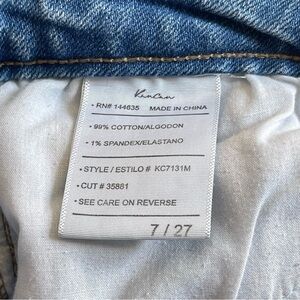 KanCan
• RN# 144635 MADE IN CHINA
• 99% COTTON/ALGODON
• 1% SPANDEX/ELASTANO
• STYLE / ESTILO # KC7131M
• CUT # 35881
• SEE CARE ON REVERSE
7 / 27